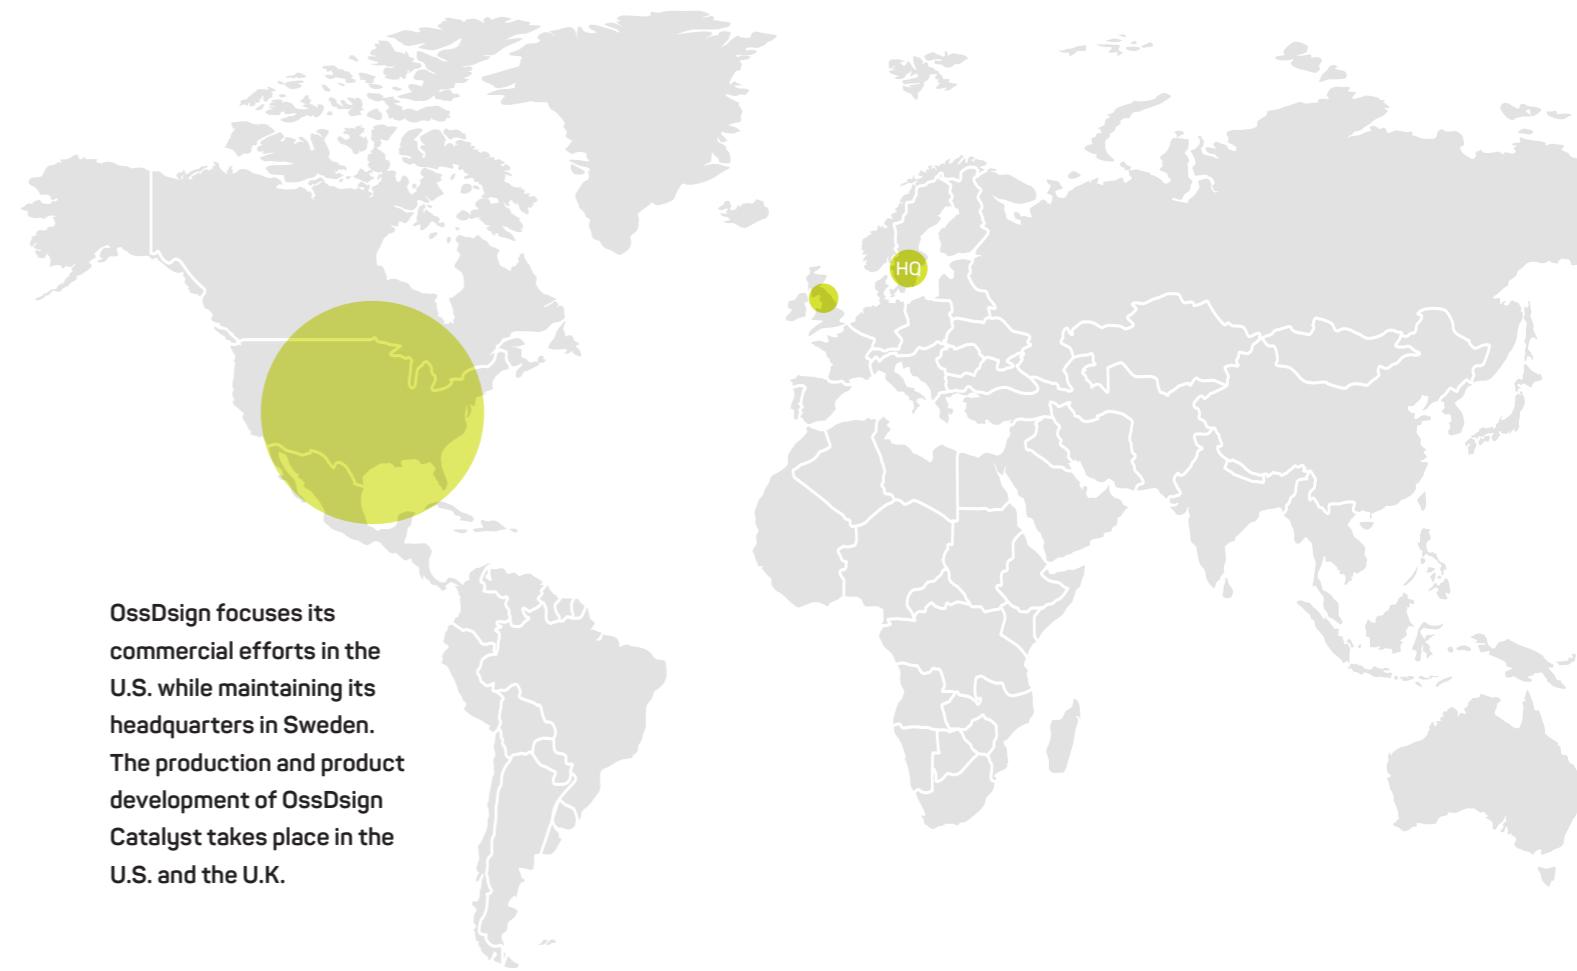 HQ
OssDsign focuses its
commercial efforts in the
U.S. while maintaining its
headquarters in Sweden.
The production and product
development of OssDsign
Catalyst takes place in the
U.S. and the U.K.